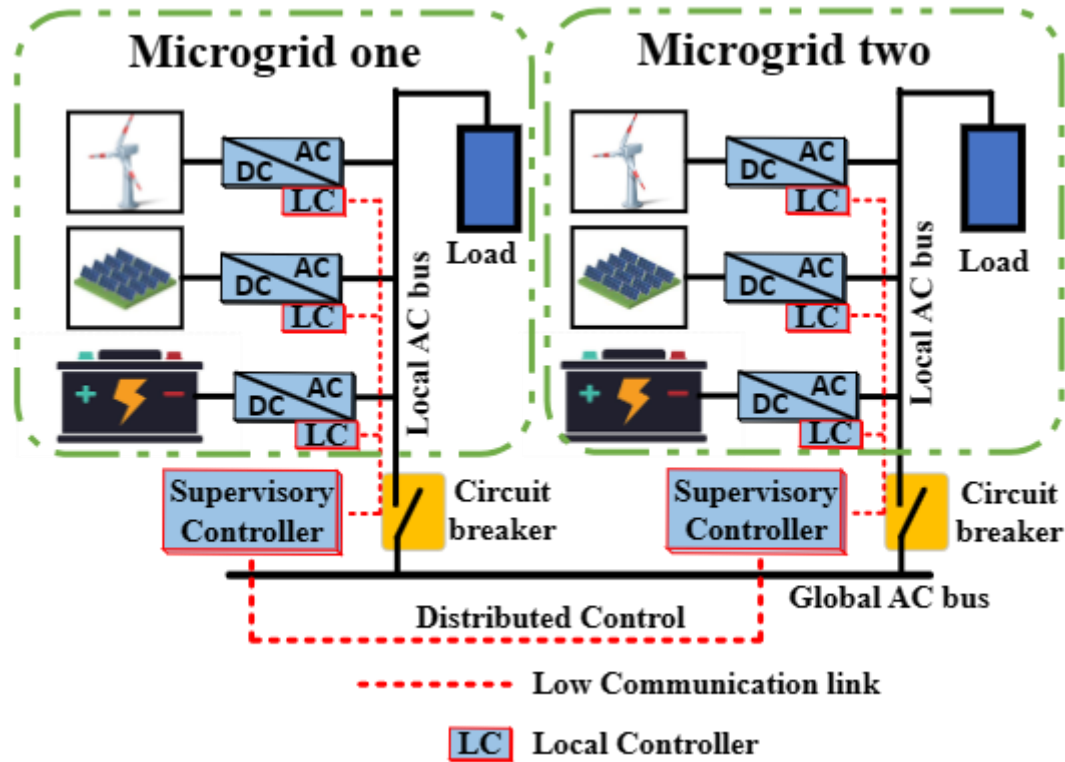 Microgrid one
Microgrid two
AC
DC
LC
AC
DC
LC
AC
DC
LC
Load
Local AC bus
AC
DC
LC
AC
DC
LC
AC
DC
LC
Load
Local AC bus
+
−
+
−
Supervisory
Controller
Circuit
breaker
Supervisory
Controller
Circuit
breaker
Global AC bus
Distributed Control
Low Communication link
LC
Local Controller